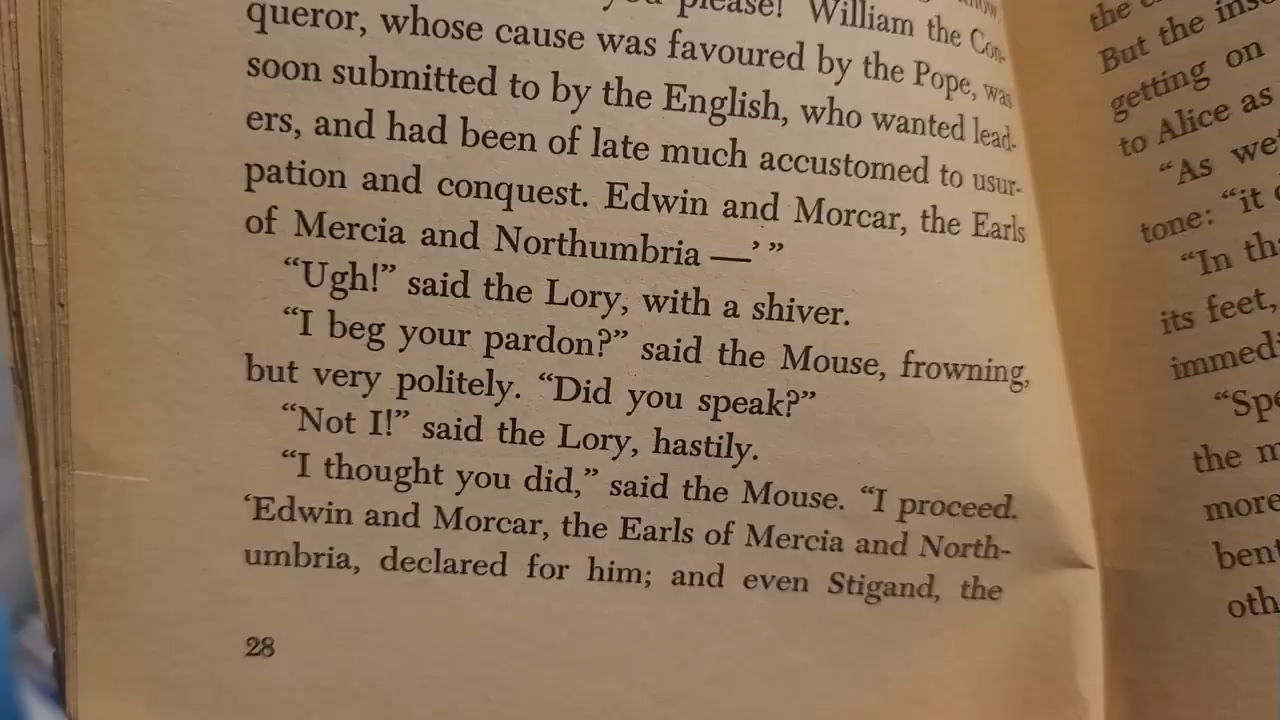 please! William the Con-
queror, whose cause was favoured by the Pope, was
soon submitted to by the English, who wanted lead-
ers, and had been of late much accustomed to usur-
pation and conquest. Edwin and Morcar, the Earls
of Mercia and Northumbria —’ ”
“Ugh!” said the Lory, with a shiver.
“I beg your pardon?” said the Mouse, frowning,
but very politely. “Did you speak?”
“Not I!” said the Lory, hastily.
“I thought you did,” said the Mouse. “I proceed.
‘Edwin and Morcar, the Earls of Mercia and North-
umbria, declared for him; and even Stigand, the
28
the
But the
getting on
to Alice as
“As
tone: “it
“In
its feet,
the
more